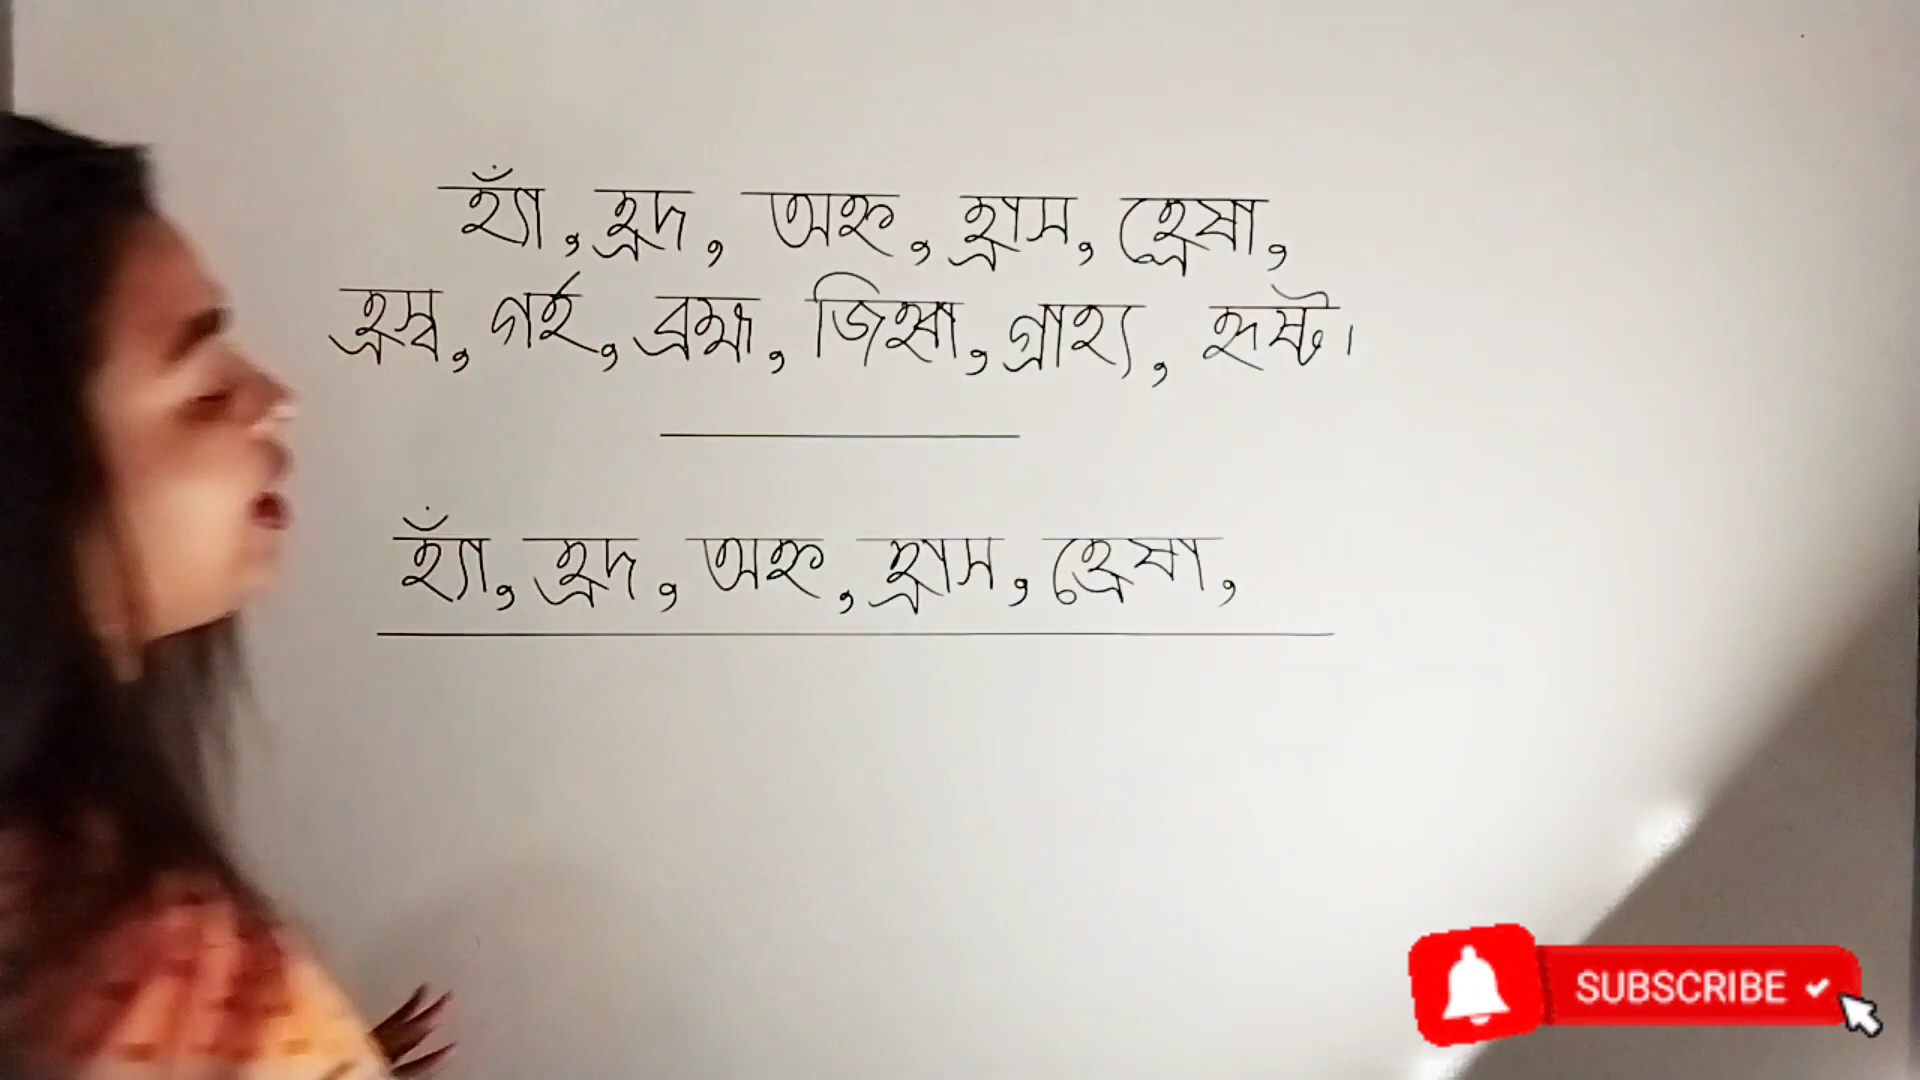 হ্যাঁ, হ্রদ, অহ্ন, হ্রাস, হ্রেষা,
হ্রস্ব, গর্হ, ব্রহ্ম, জিহ্বা, গ্রাহ্য, হৃষ্ট।
হ্যাঁ, হ্রদ, অহ্ন, হ্রাস, হ্রেষা,
SUBSCRIBE